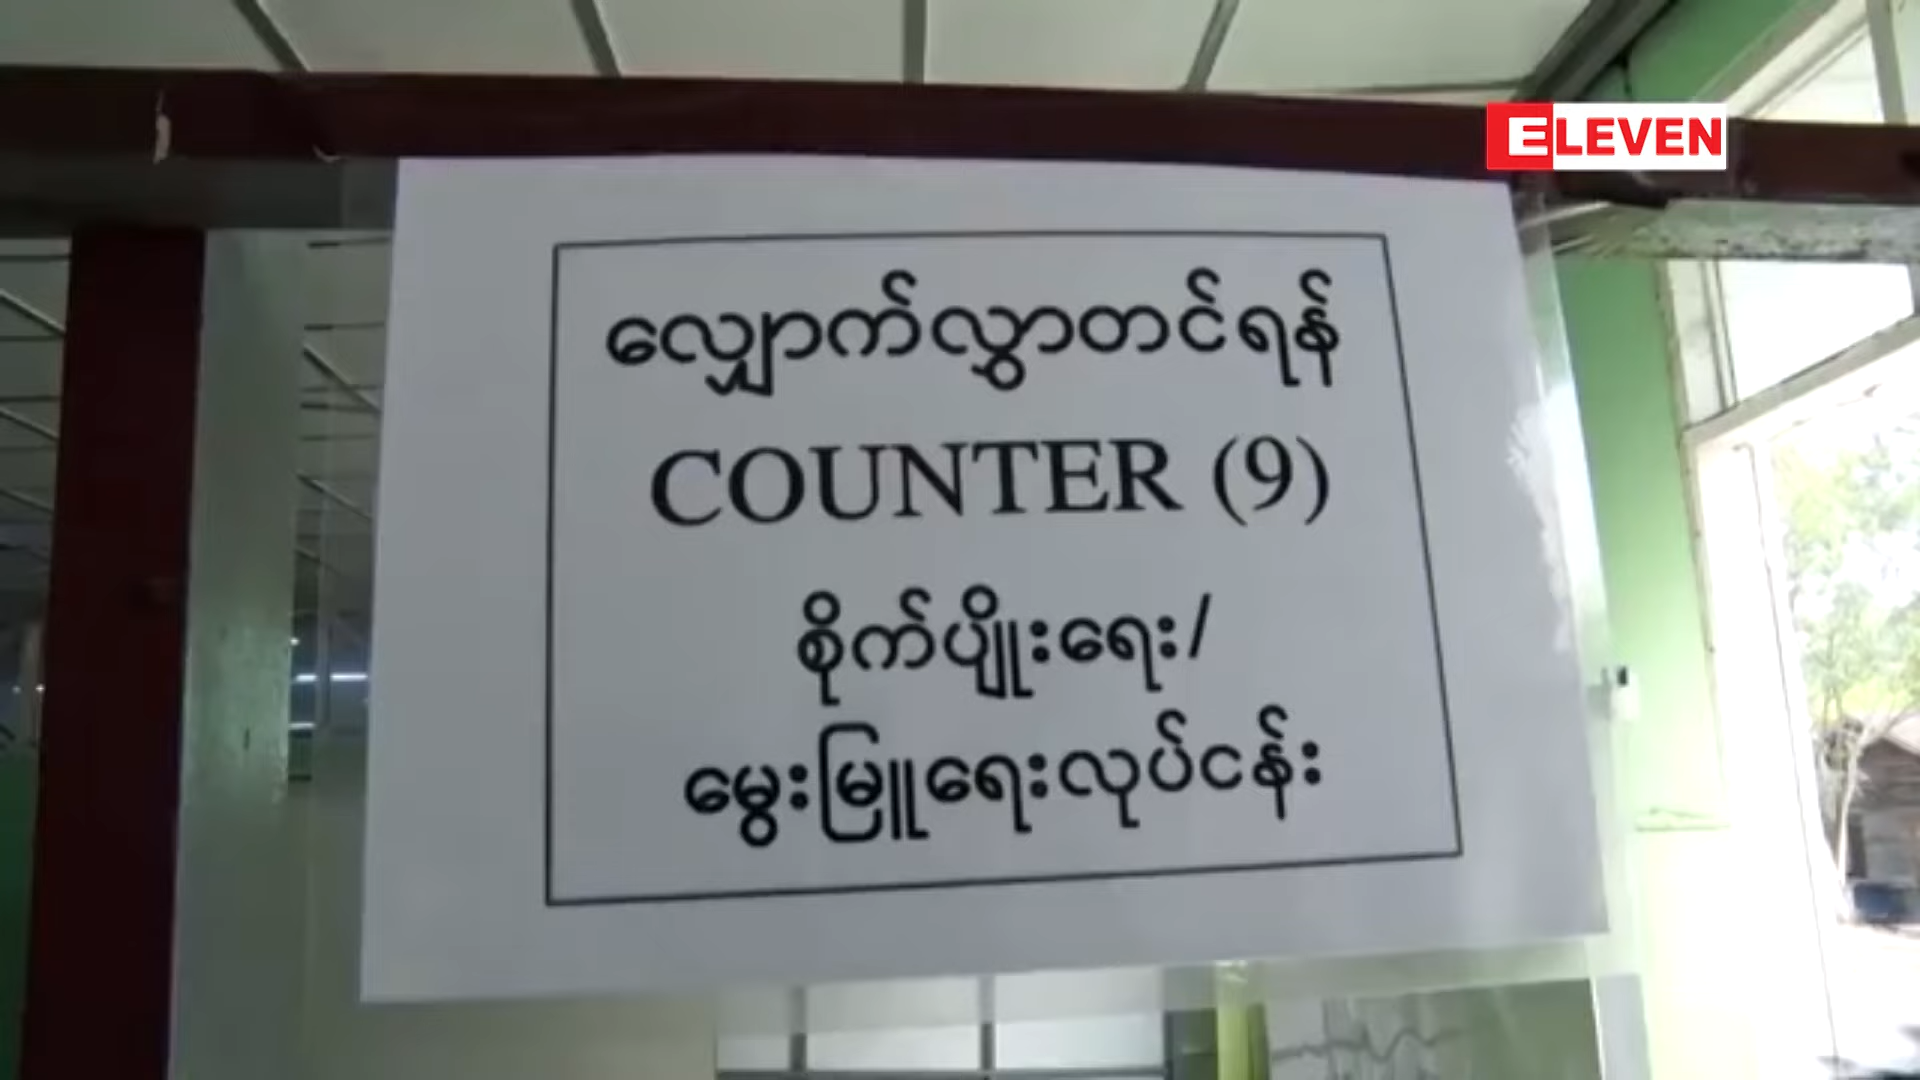 ELEVEN
လျှောက်လွှာတင်ရန်
COUNTER (9)
စိုက်ပျိုးရေး/
မွေးမြူရေးလုပ်ငန်း